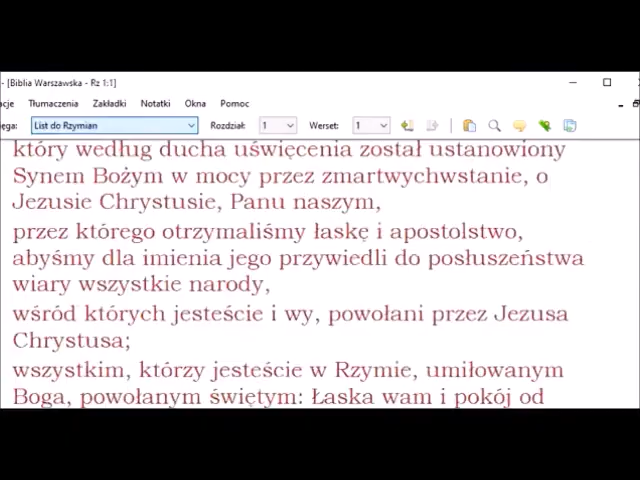 - [Biblia Warszawska - Rz 1:1]
acje Tłumaczenia Zakładki Notatki Okna Pomoc
ęga: List do Rzymian Rozdział: 1 Werset: 1
który według ducha uświęcenia został ustanowiony
Synem Bożym w mocy przez zmartwychwstanie, o
Jezusie Chrystusie, Panu naszym,
przez którego otrzymaliśmy łaskę i apostolstwo,
abyśmy dla imienia jego przywiedli do posłuszeństwa
wiary wszystkie narody,
wśród których jesteście i wy, powołani przez Jezusa
Chrystusa;
wszystkim, którzy jesteście w Rzymie, umiłowanym
Boga, powołanym świętym: Łaska wam i pokój od